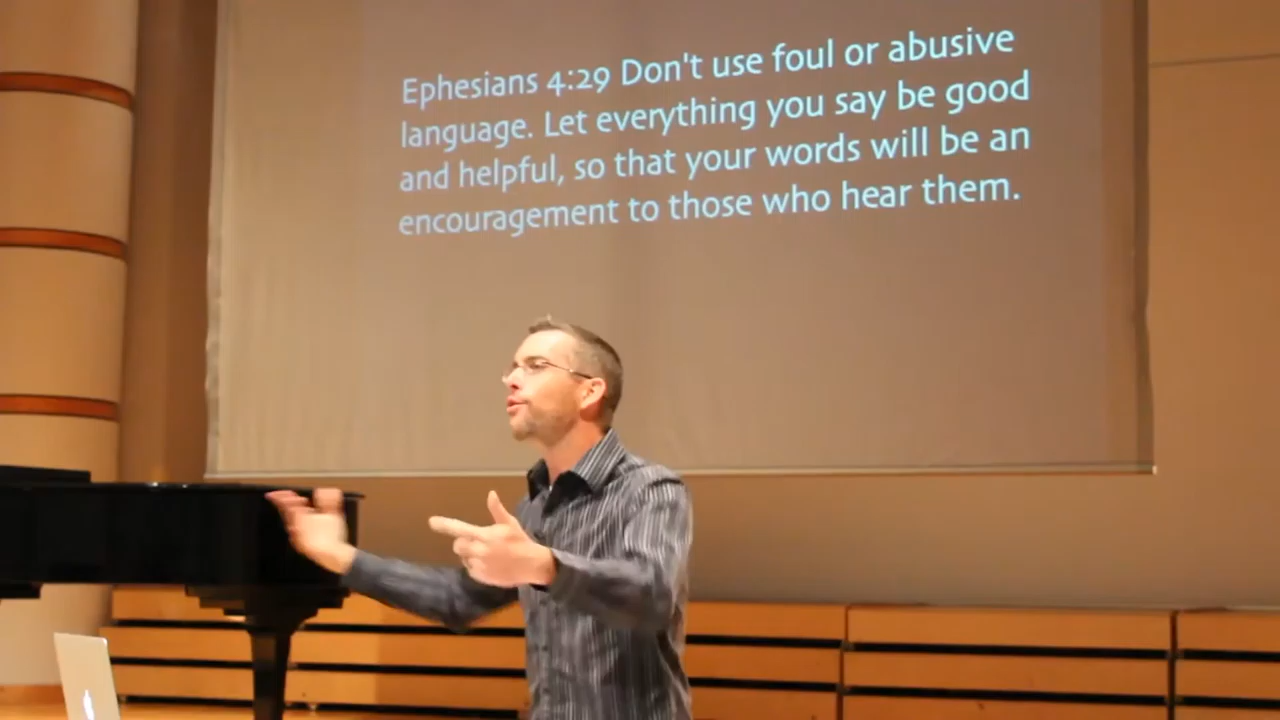 Ephesians 4:29 Don't use foul or abusive
language. Let everything you say be good
and helpful, so that your words will be an
encouragement to those who hear them.